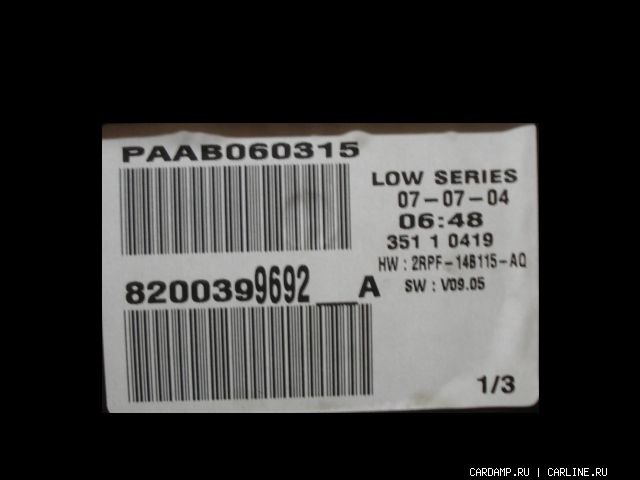 PAAB060315
LOW SERIES
07-07-04
06:48
351 1 0419
HW : 2RPF-14B115-AQ
SW : V09.05
8200399692__A
1/3
CARDAMP.RU | CARLINE.RU